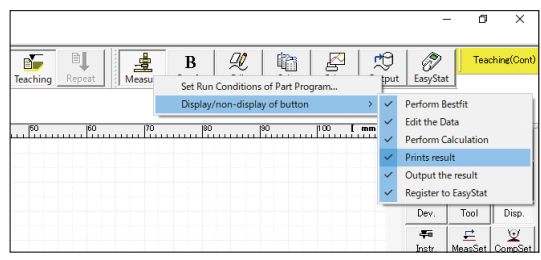 Teaching
Repeat
Measu
B
put
EasyStat
Teaching(Cont)
Set Run Conditions of Part Program...
Display/non-display of button >
Perform Bestfit
Edit the Data
Perform Calculation
Prints result
Output the result
Register to EasyStat
50 60 70 80 90 100 [ mm
Dev. Tool Disp.
Instr. MeasSet CompSet